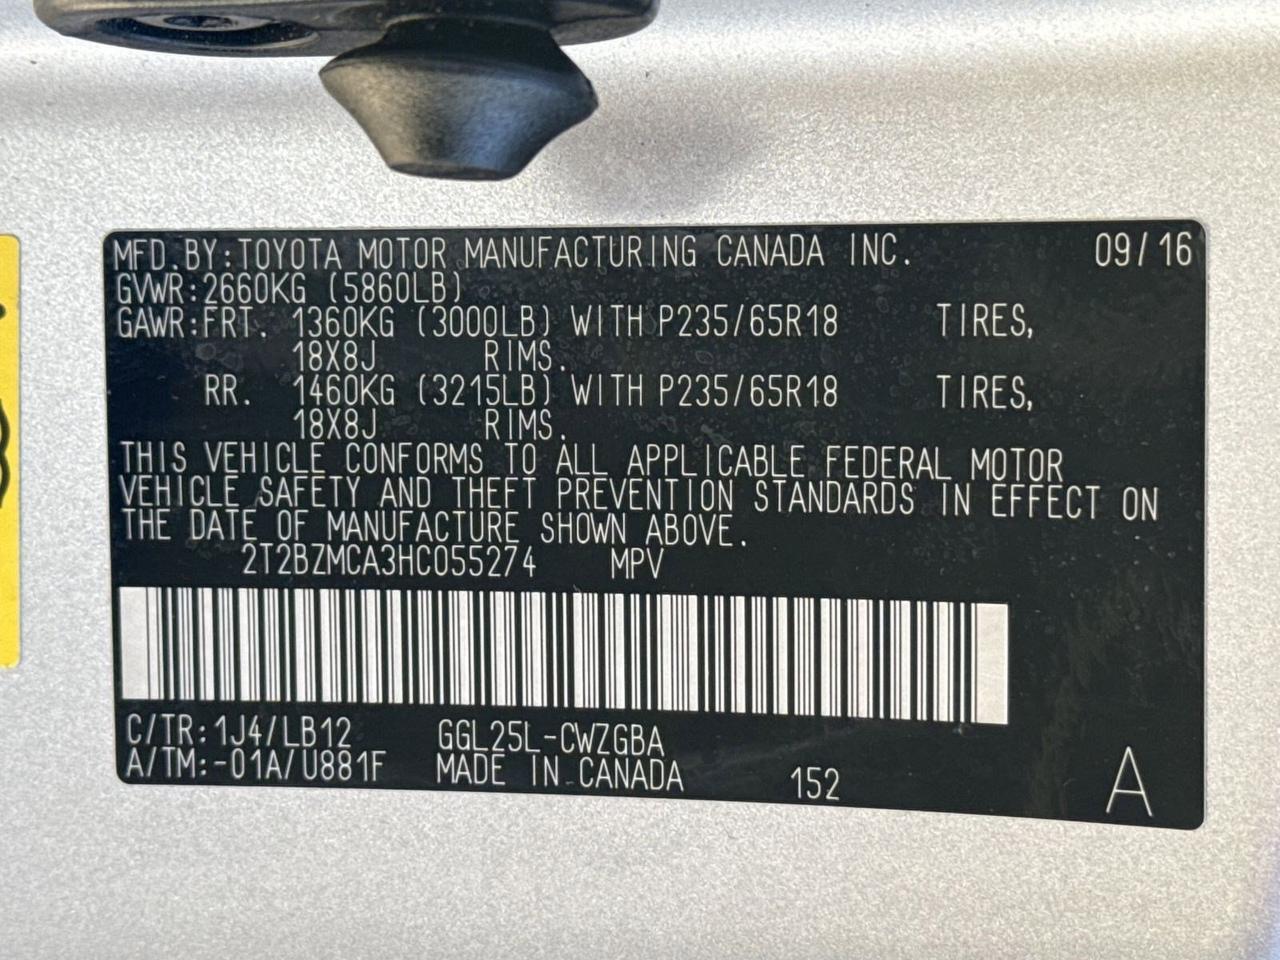 MFD.BY:TOYOTA MOTOR MANUFACTURING CANADA INC. 09/16
GVWR:2660KG (5860LB)
GAWR:FRT. 1360KG (3000LB) WITH P235/65R18 TIRES,
18X8J RIMS.
RR. 1460KG (3215LB) WITH P235/65R18 TIRES,
18X8J RIMS.
THIS VEHICLE CONFORMS TO ALL APPLICABLE FEDERAL MOTOR
VEHICLE SAFETY AND THEFT PREVENTION STANDARDS IN EFFECT ON
THE DATE OF MANUFACTURE SHOWN ABOVE.
2T2BZMCA3HC055274 MPV
C/TR:1J4/LB12 GGL25L-CWZGBA
A/TM:-01A/U881F MADE IN CANADA 152 A